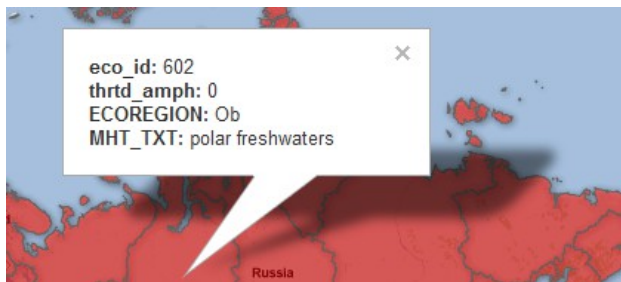 eco_id: 602
thrtd_amph: 0
ECOREGION: Ob
MHT_TXT: polar freshwaters
Russia